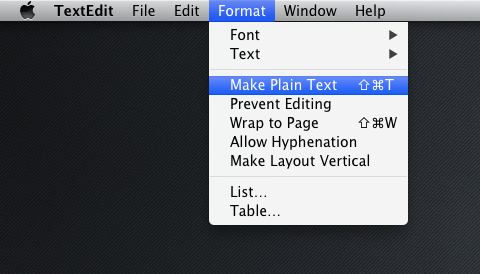 TextEdit File Edit Format Window Help
Font
Text
Make Plain Text ⇧⌘T
Prevent Editing
Wrap to Page ⇧⌘W
Allow Hyphenation
Make Layout Vertical
List...
Table...